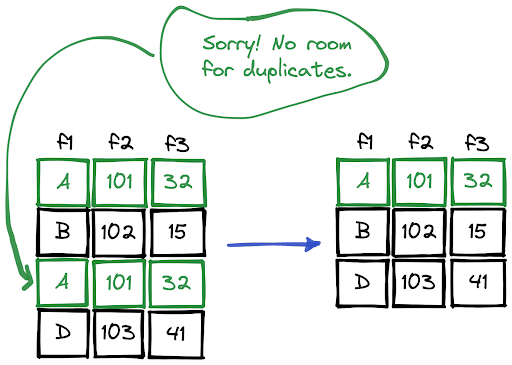 Sorry! No room
for duplicates.
f1 f2 f3
A 101 32
B 102 15
A 101 32
D 103 41
f1 f2 f3
A 101 32
B 102 15
D 103 41